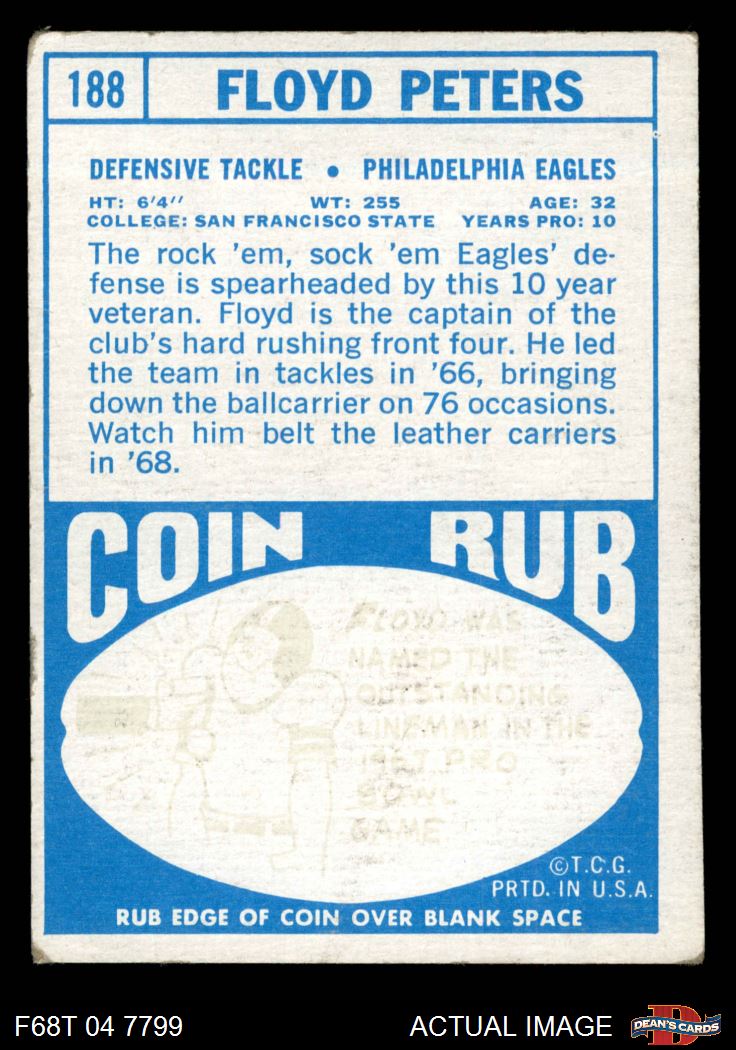 188 FLOYD PETERS
DEFENSIVE TACKLE • PHILADELPHIA EAGLES
HT: 6'4'' WT: 255 AGE: 32
COLLEGE: SAN FRANCISCO STATE YEARS PRO: 10
The rock 'em, sock 'em Eagles' de-
fense is spearheaded by this 10 year
veteran. Floyd is the captain of the
club's hard rushing front four. He led
the team in tackles in '66, bringing
down the ballcarrier on 76 occasions.
Watch him belt the leather carriers
in '68.
COIN RUB
FLOYD WAS
NAMED THE
OUTSTANDING
LINEMAN IN THE
1967 PRO
BOWL
GAME
©T.C.G.
PRTD. IN U.S.A.
RUB EDGE OF COIN OVER BLANK SPACE
F68T 04 7799 ACTUAL IMAGE DEAN'S CARDS